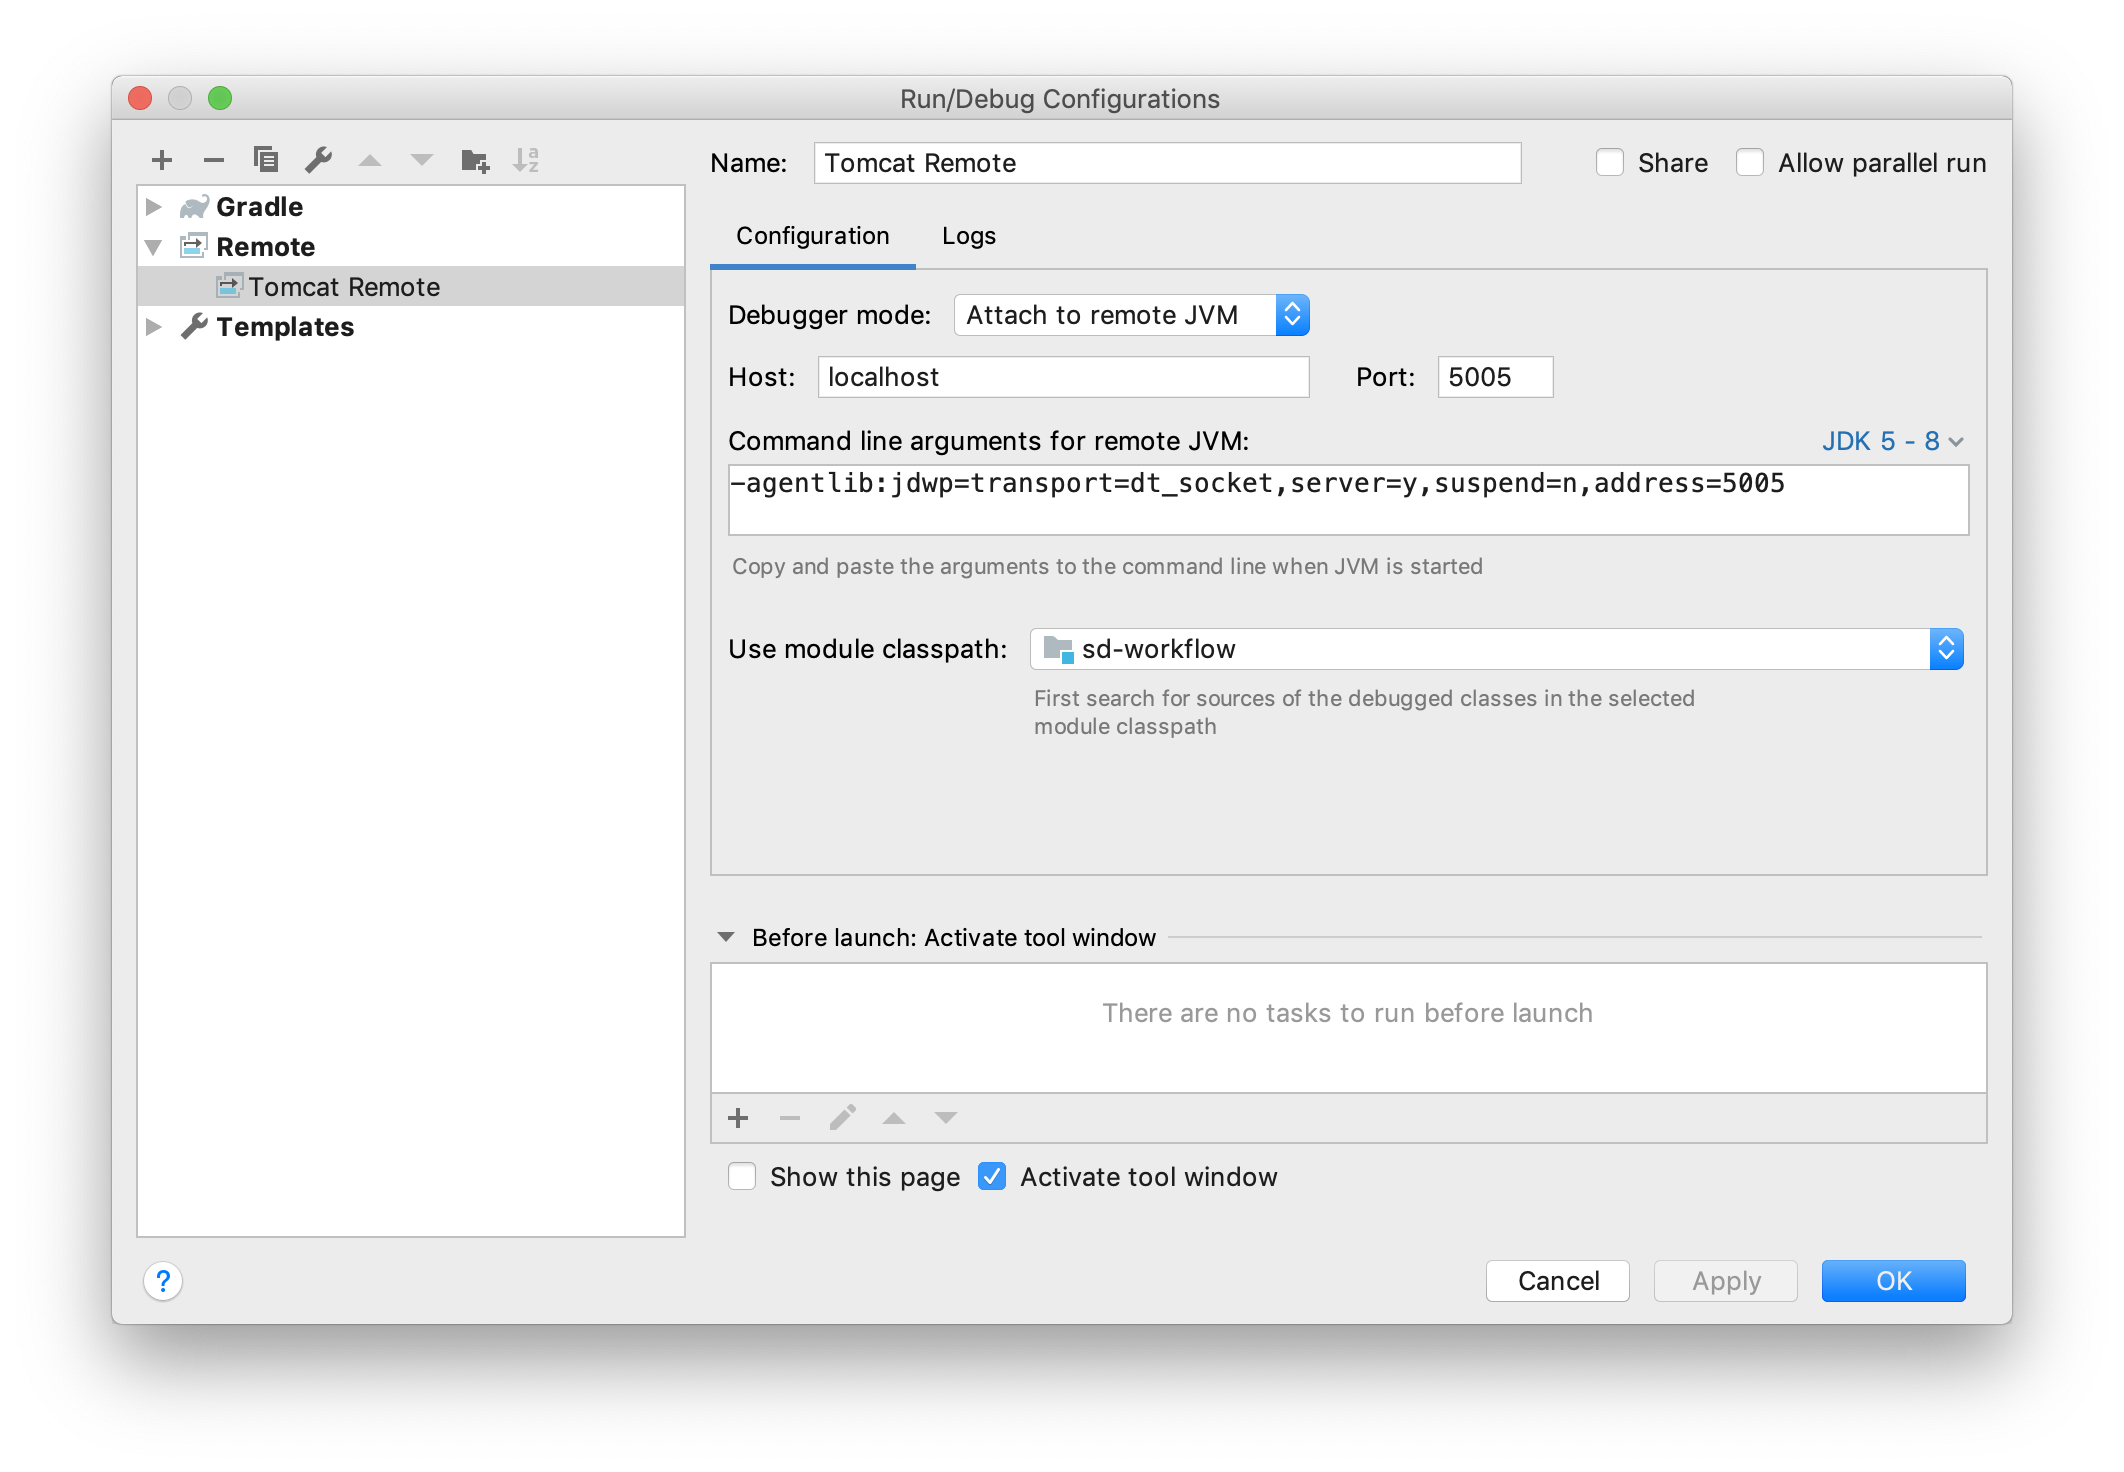 Run/Debug Configurations
Gradle
Remote
Tomcat Remote
Templates
Name: Tomcat Remote Share Allow parallel run
Configuration Logs
Debugger mode: Attach to remote JVM
Host: localhost Port: 5005
Command line arguments for remote JVM: JDK 5 - 8
-agentlib:jdwp=transport=dt_socket,server=y,suspend=n,address=5005
Copy and paste the arguments to the command line when JVM is started
Use module classpath: sd-workflow
First search for sources of the debugged classes in the selected
module classpath
Before launch: Activate tool window
There are no tasks to run before launch
Show this page Activate tool window
? Cancel Apply OK